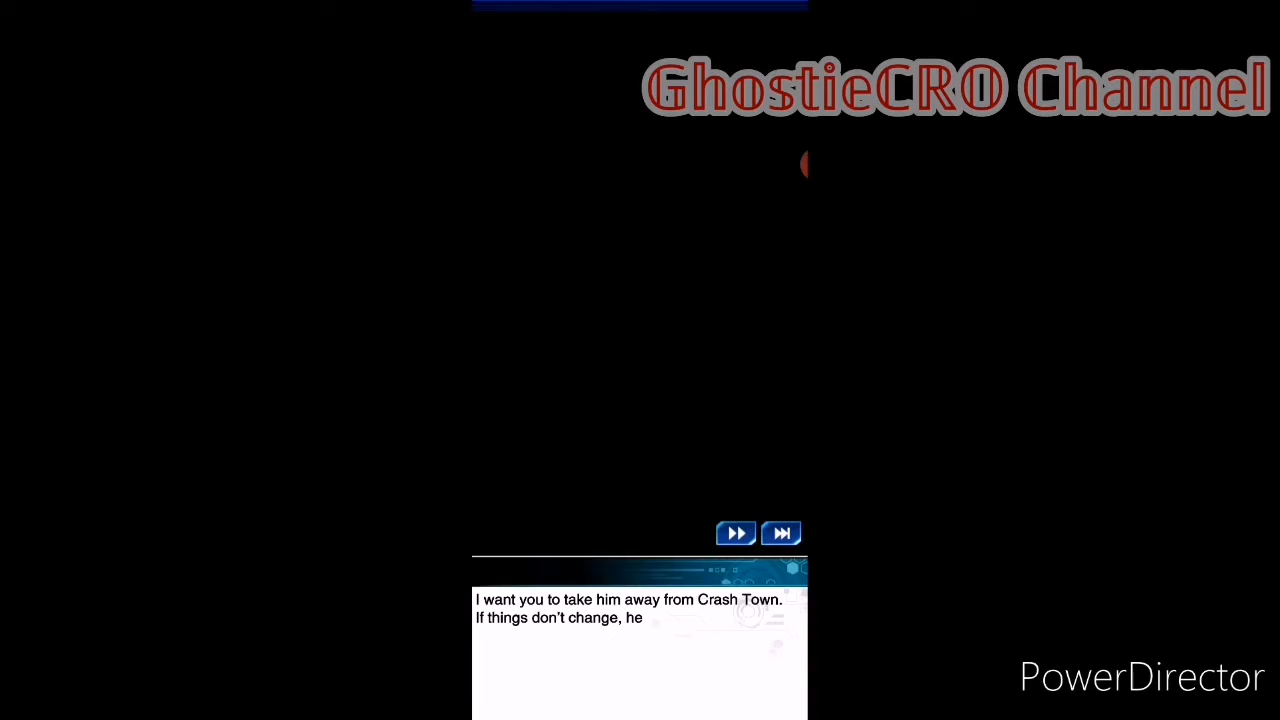 GhostieCRO Channel
I want you to take him away from Crash Town.
If things don't change, he
PowerDirector